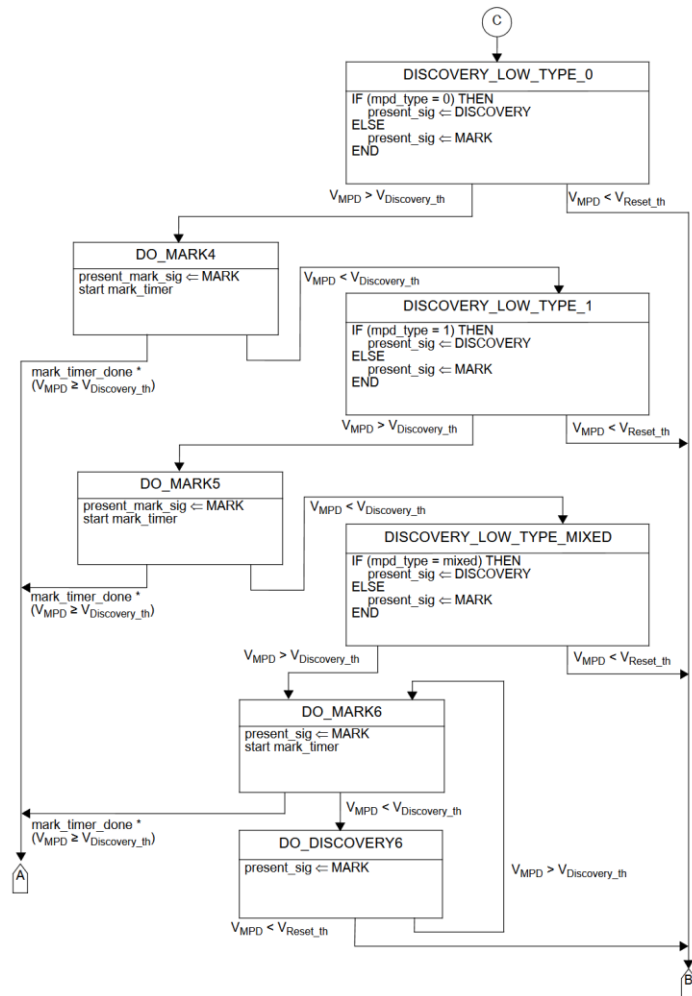 C
DISCOVERY_LOW_TYPE_0
IF (mpd_type = 0) THEN
present_sig ⇐ DISCOVERY
ELSE
present_sig ⇐ MARK
END
VMPD > VDiscovery_th
VMPD < VReset_th
DO_MARK4
present_mark_sig ⇐ MARK
start mark_timer
VMPD < VDiscovery_th
DISCOVERY_LOW_TYPE_1
IF (mpd_type = 1) THEN
present_sig ⇐ DISCOVERY
ELSE
present_sig ⇐ MARK
END
mark_timer_done *
(VMPD ≥ VDiscovery_th)
VMPD > VDiscovery_th
VMPD < VReset_th
DO_MARK5
present_mark_sig ⇐ MARK
start mark_timer
VMPD < VDiscovery_th
DISCOVERY_LOW_TYPE_MIXED
IF (mpd_type = mixed) THEN
present_sig ⇐ DISCOVERY
ELSE
present_sig ⇐ MARK
END
mark_timer_done *
(VMPD ≥ VDiscovery_th)
VMPD > VDiscovery_th
VMPD < VReset_th
DO_MARK6
present_sig ⇐ MARK
start mark_timer
mark_timer_done *
(VMPD ≥ VDiscovery_th)
VMPD < VDiscovery_th
DO_DISCOVERY6
present_sig ⇐ MARK
VMPD > VDiscovery_th
A
VMPD < VReset_th
B